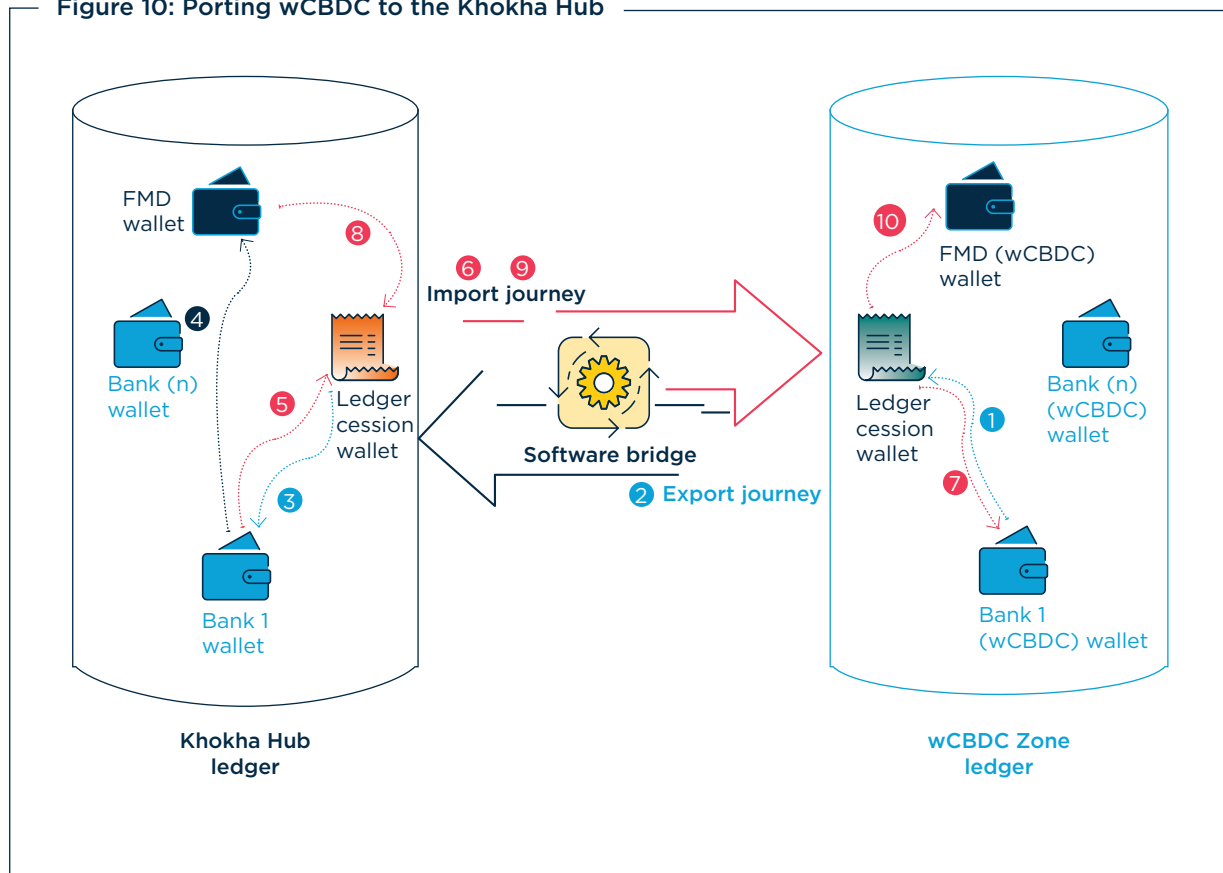 Figure 10: Porting wCBDC to the Khokha Hub
FMD
wallet
8
4
Bank (n)
wallet
5
Ledger
cession
wallet
3
Bank 1
wallet
Khokha Hub
ledger
6 9
Import journey
Software bridge
2 Export journey
10
FMD (wCBDC)
wallet
Ledger
cession
wallet
Bank (n)
(wCBDC)
wallet
1
7
Bank 1
(wCBDC) wallet
wCBDC Zone
ledger